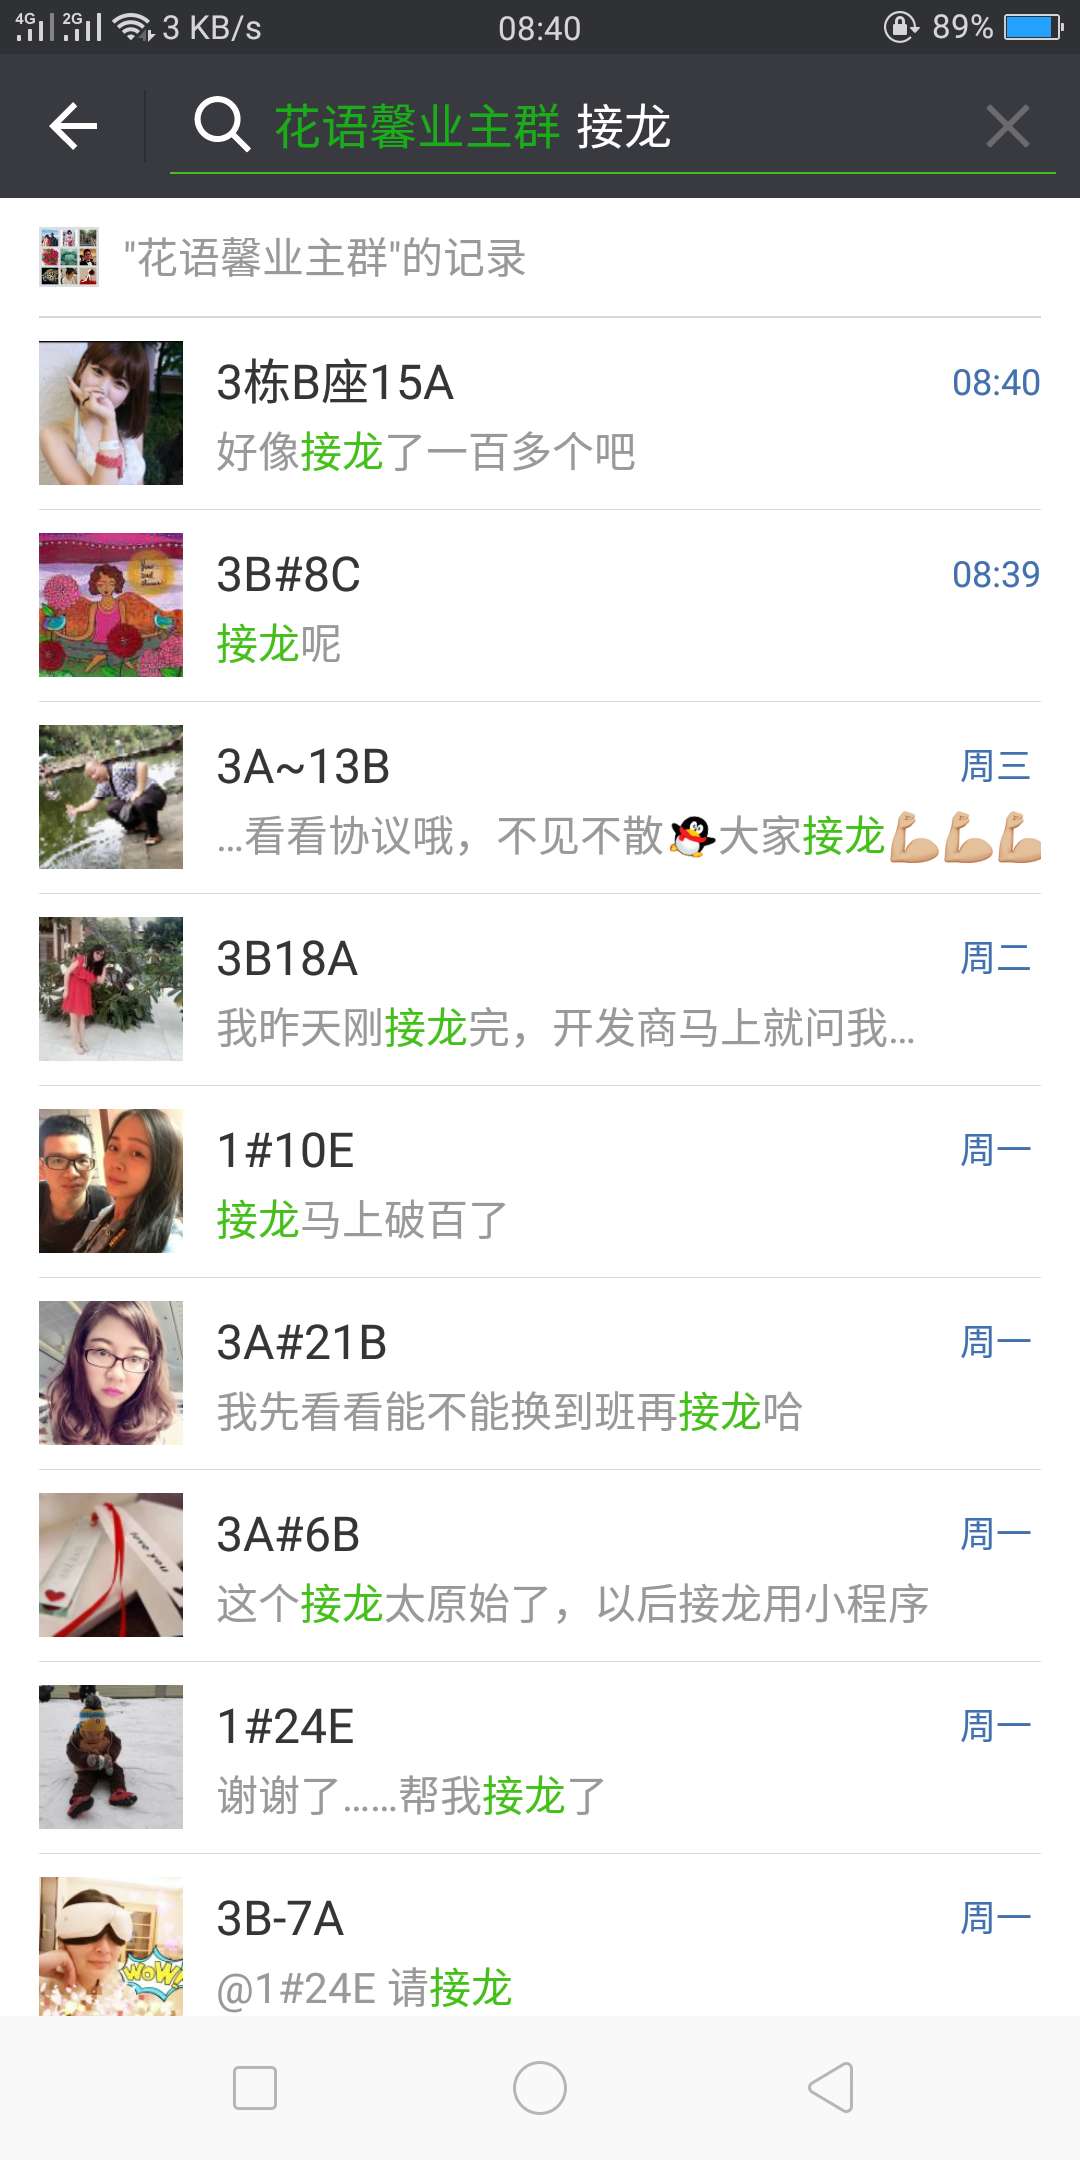 4G 2G 3 KB/s 08:40 89%
花语馨业主群 接龙
"花语馨业主群"的记录
3栋B座15A 08:40
好像接龙了一百多个吧
3B#8C 08:39
接龙呢
3A~13B 周三
...看看协议哦，不见不散🐧大家接龙💪💪💪
3B18A 周二
我昨天刚接龙完，开发商马上就问我...
1#10E 周一
接龙马上破百了
3A#21B 周一
我先看看能不能换到班再接龙哈
3A#6B 周一
这个接龙太原始了，以后接龙用小程序
1#24E 周一
谢谢了......帮我接龙了
3B-7A 周一
WOW!
@1#24E 请接龙